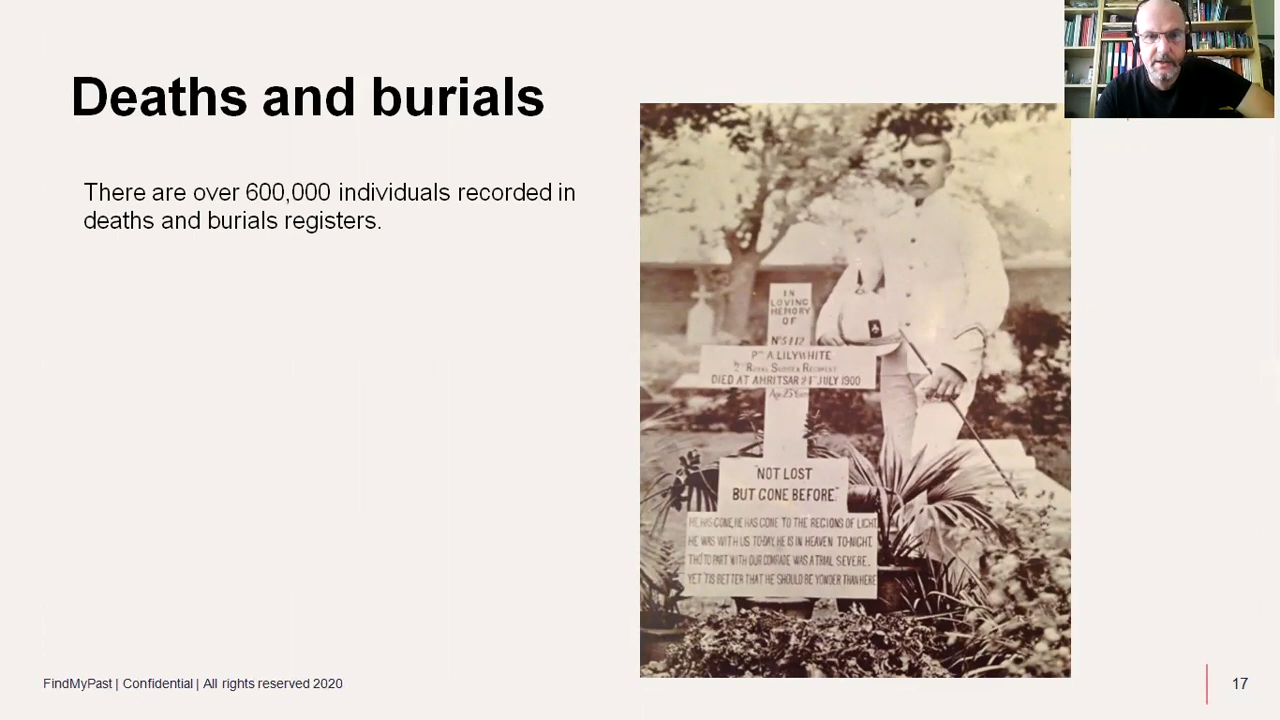 Deaths and burials
There are over 600,000 individuals recorded in
deaths and burials registers.
IN
LOVING
MEMORY
OF
Nº 5112
PTE A LILYWHITE
2ND ROYAL SUSSEX REGIMENT
DIED AT AMRITSAR 21ST JULY 1900
Age 25 Years
"NOT LOST
BUT GONE BEFORE."
HE HAS GONE, HE HAS GONE TO THE REGIONS OF LIGHT,
HE WAS WITH US TO-DAY, HE IS IN HEAVEN TO-NIGHT,
THO' TO PART WITH OUR COMRADE WAS A TRIAL SEVERE,
YET 'TIS BETTER THAT HE SHOULD BE YONDER THAN HERE
FindMyPast | Confidential | All rights reserved 2020
17